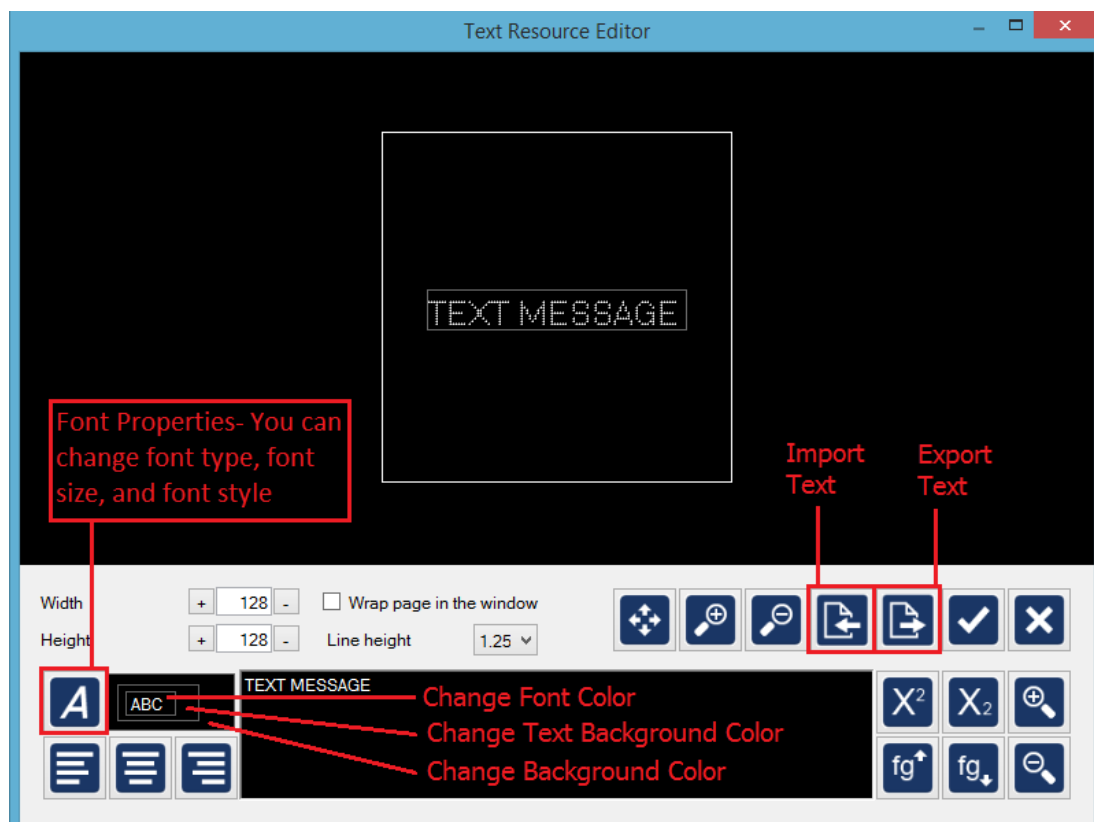 Text Resource Editor
TEXT MESSAGE
Font Properties- You can
change font type, font
size, and font style
Import
Text
Export
Text
Width + 128 - Wrap page in the window
Height + 128 - Line height 1.25
A ABC TEXT MESSAGE
Change Font Color
Change Text Background Color
Change Background Color
X² X₂
fg fg